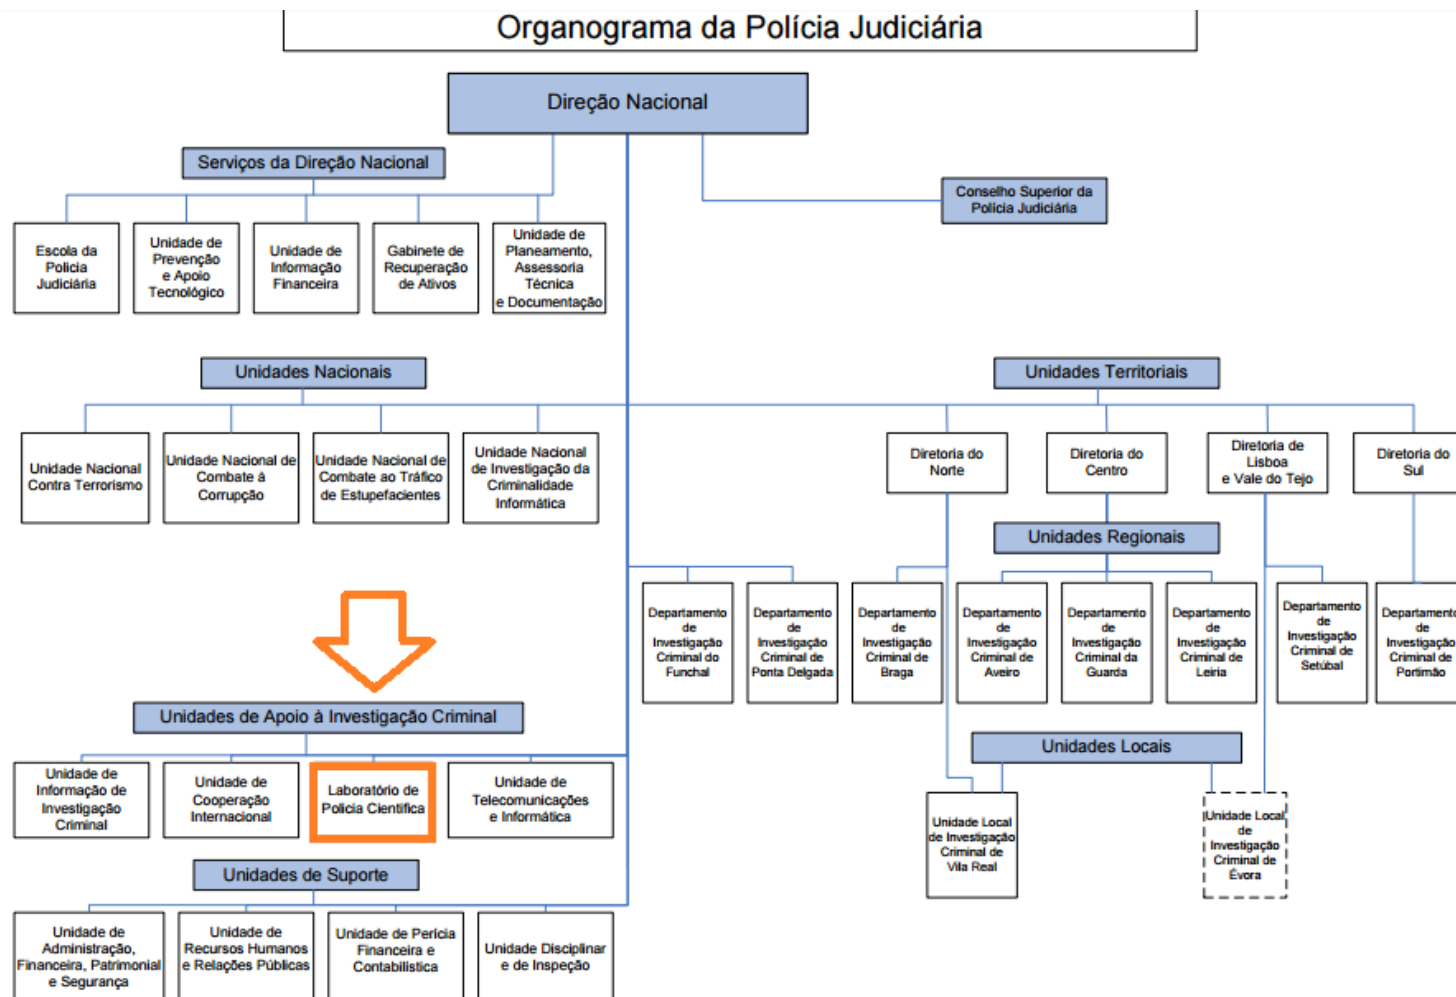 Organograma da Polícia Judiciária
Direção Nacional
Serviços da Direção Nacional
Conselho Superior da
Polícia Judiciária
Escola da
Policia
Judiciária
Unidade de
Prevenção
e Apoio
Tecnológico
Unidade de
Informação
Financeira
Gabinete de
Recuperação
de Ativos
Unidade de
Planeamento,
Assessoria
Técnica
e Documentação
Unidades Nacionais
Unidades Territoriais
Unidade Nacional
Contra Terrorismo
Unidade Nacional de
Combate à
Corrupção
Unidade Nacional de
Combate ao Tráfico
de Estupefacientes
Unidade Nacional
de Investigação da
Criminalidade
Informática
Diretoria do
Norte
Diretoria do
Centro
Diretoria de
Lisboa
e Vale do Tejo
Diretoria do
Sul
Unidades Regionais
Departamento
de
Investigação
Criminal do
Funchal
Departamento
de
Investigação
Criminal de
Ponta Delgada
Departamento
de
Investigação
Criminal de
Braga
Departamento
de
Investigação
Criminal de
Aveiro
Departamento
de
Investigação
Criminal da
Guarda
Departamento
de
Investigação
Criminal de
Leiria
Departamento
de
Investigação
Criminal de
Setúbal
Departamento
de
Investigação
Criminal de
Portimão
Unidades de Apoio à Investigação Criminal
Unidades Locais
Unidade de
Informação de
Investigação
Criminal
Unidade de
Cooperação
Internacional
Laboratório de
Policia Cientifica
Unidade de
Telecomunicações
e Informática
Unidade Local
de Investigação
Criminal de
Vila Real
Unidade Local
de
Investigação
Criminal de
Évora
Unidades de Suporte
Unidade de
Administração,
Financeira, Patrimonial
e Segurança
Unidade de
Recursos Humanos
e Relações Públicas
Unidade de Perícia
Financeira e
Contabilística
Unidade Disciplinar
e de Inspeção